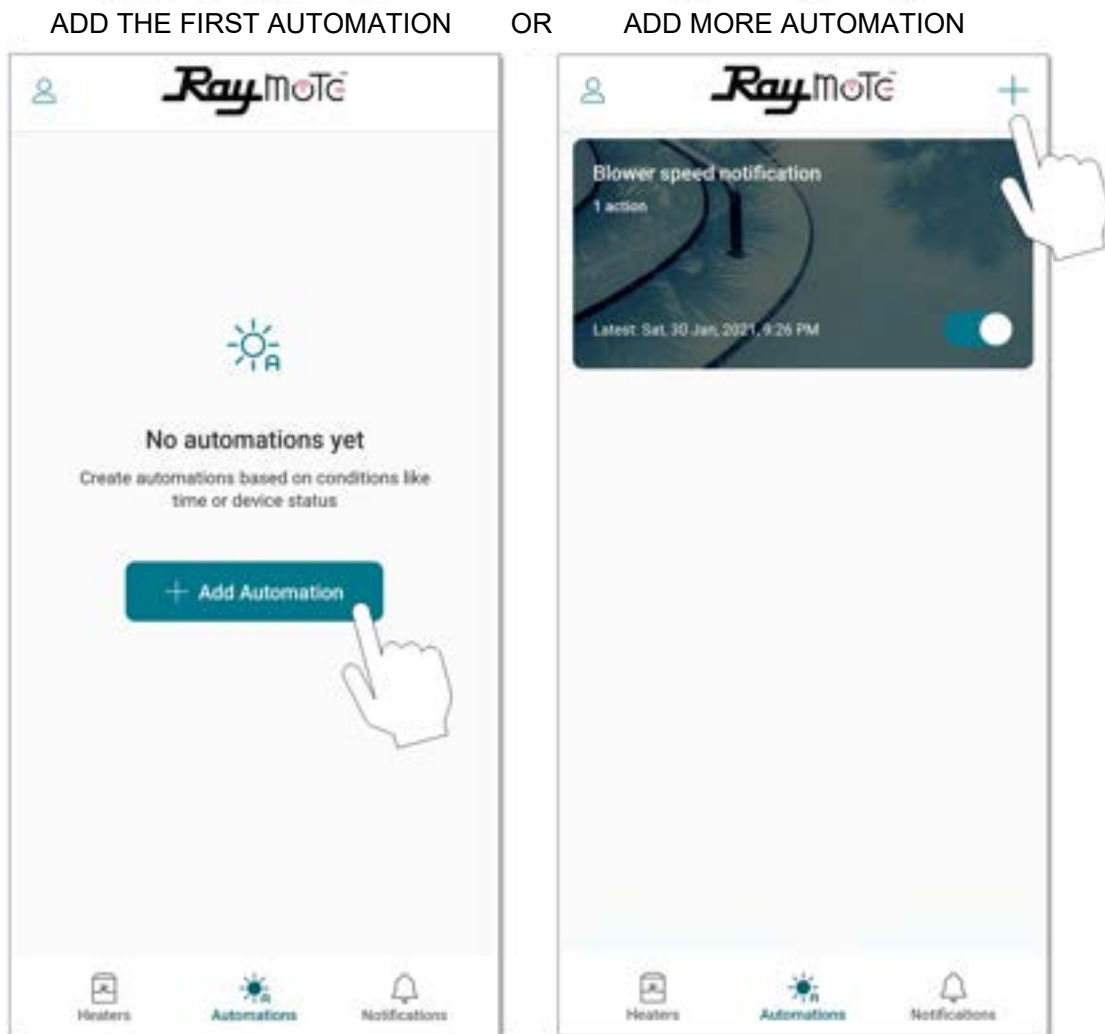 ADD THE FIRST AUTOMATION OR ADD MORE AUTOMATION
RaymoTe™
No automations yet
Create automations based on conditions like
time or device status
+ Add Automation
Heaters Automations Notifications
RaymoTe™
+
Blower speed notification
1 action
Latest: Sat, 30 Jan, 2021, 9:26 PM
Heaters Automations Notifications